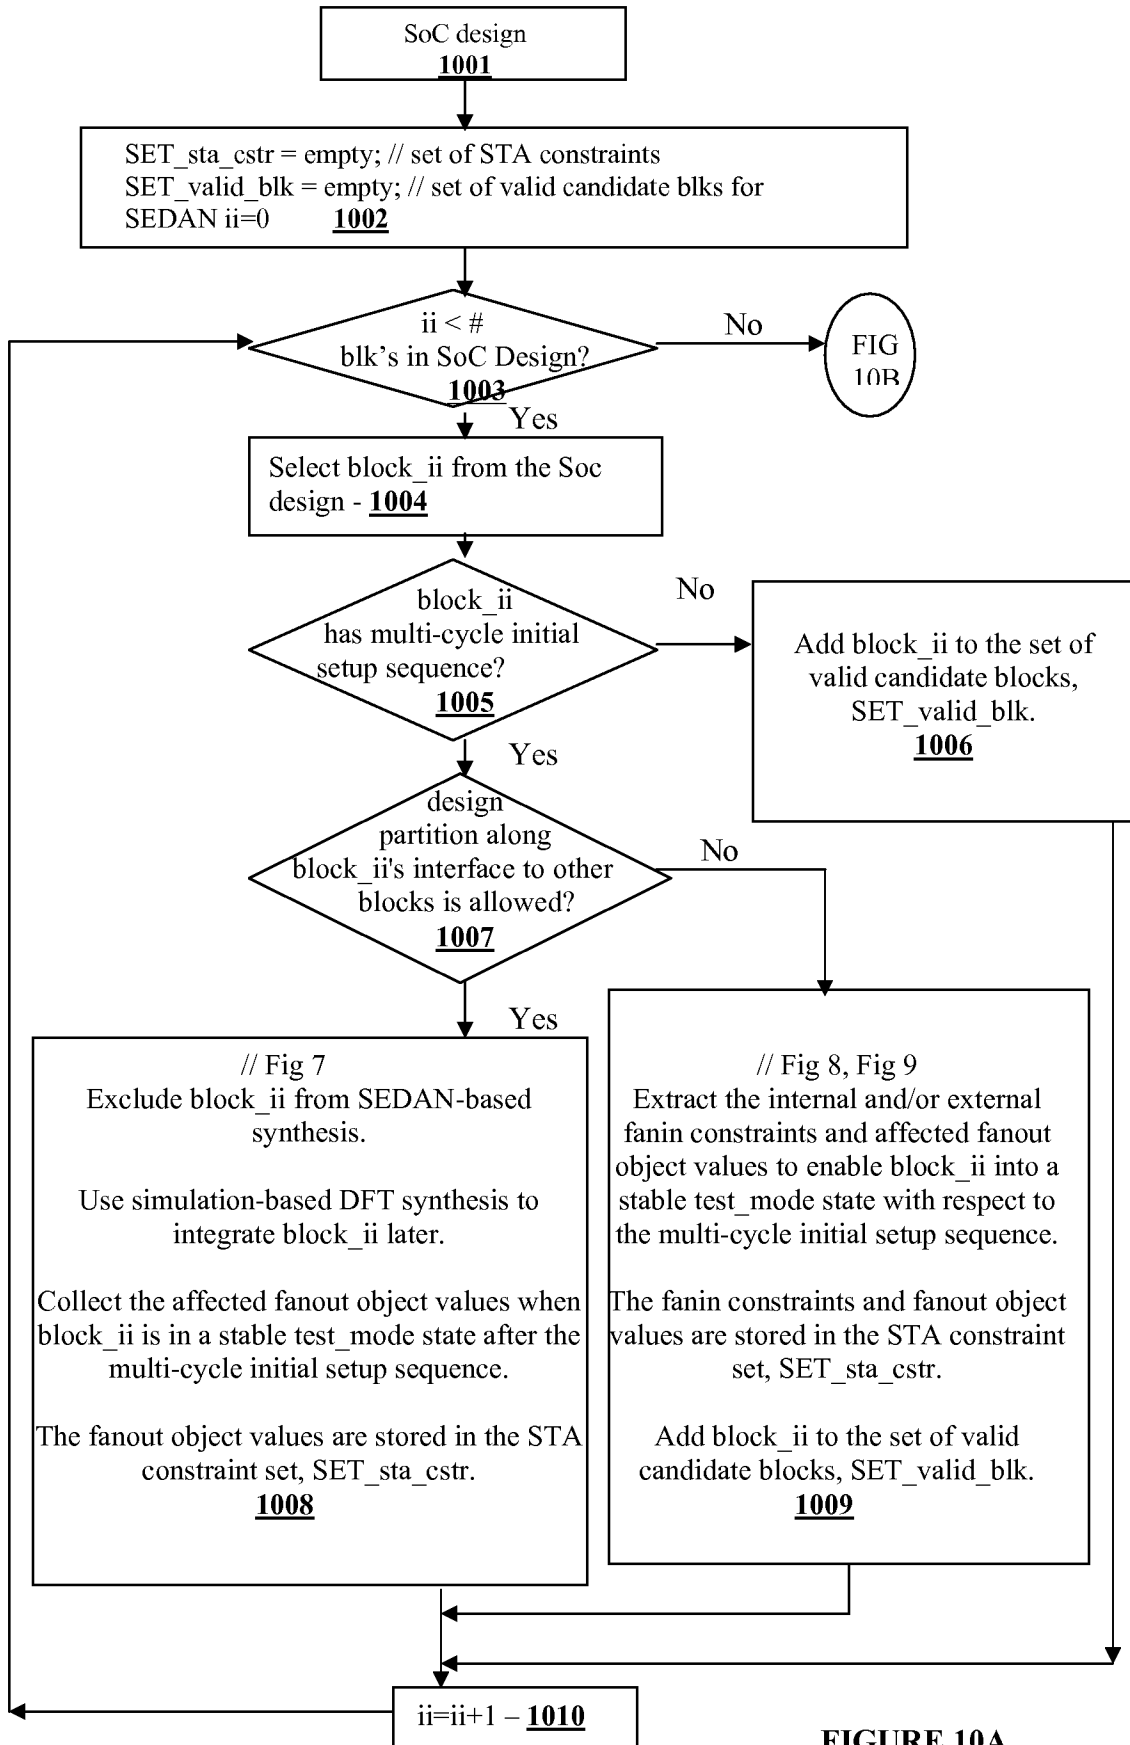 SoC design
1001
SET_sta_cstr = empty; // set of STA constraints
SET_valid_blk = empty; // set of valid candidate blks for
SEDAN ii=0 1002
ii < #
blk's in SoC Design?
1003
No
FIG
10B
Yes
Select block_ii from the Soc
design - 1004
block_ii
has multi-cycle initial
setup sequence?
1005
No
Add block_ii to the set of
valid candidate blocks,
SET_valid_blk.
1006
Yes
design
partition along
block_ii's interface to other
blocks is allowed?
1007
No
Yes
// Fig 7
Exclude block_ii from SEDAN-based
synthesis.
Use simulation-based DFT synthesis to
integrate block_ii later.
Collect the affected fanout object values when
block_ii is in a stable test_mode state after the
multi-cycle initial setup sequence.
The fanout object values are stored in the STA
constraint set, SET_sta_cstr.
1008
// Fig 8, Fig 9
Extract the internal and/or external
fanin constraints and affected fanout
object values to enable block_ii into a
stable test_mode state with respect to
the multi-cycle initial setup sequence.
The fanin constraints and fanout object
values are stored in the STA constraint
set, SET_sta_cstr.
Add block_ii to the set of valid
candidate blocks, SET_valid_blk.
1009
ii=ii+1 – 1010
FIGURE 10A